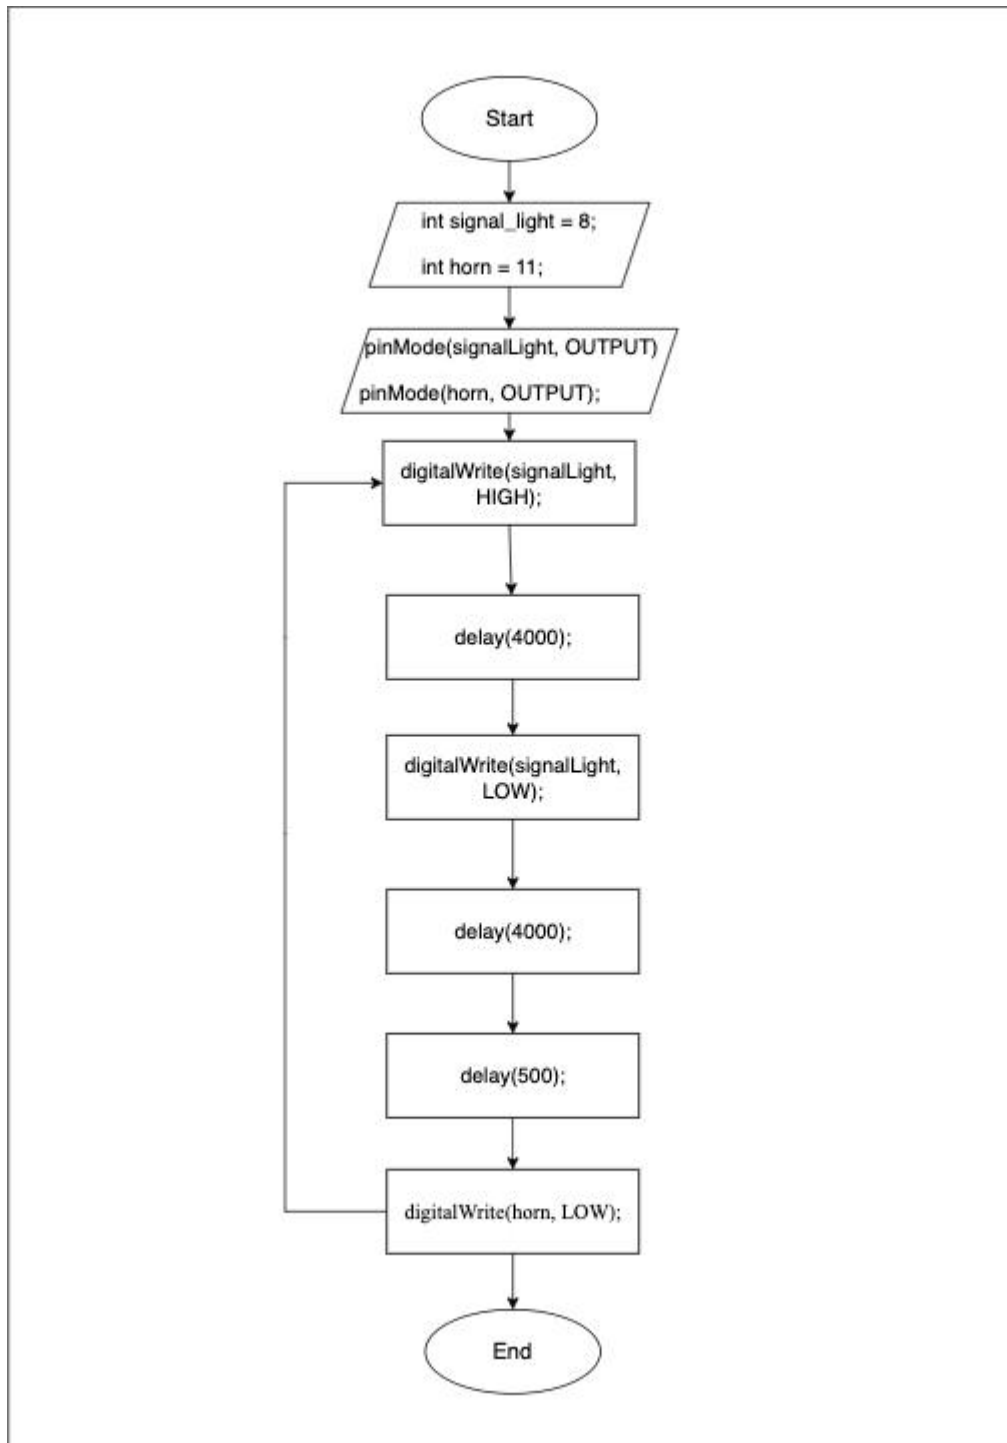 Start
int signal_light = 8;
int horn = 11;
pinMode(signalLight, OUTPUT)
pinMode(horn, OUTPUT);
digitalWrite(signalLight,
HIGH);
delay(4000);
digitalWrite(signalLight,
LOW);
delay(4000);
delay(500);
digitalWrite(horn, LOW);
End